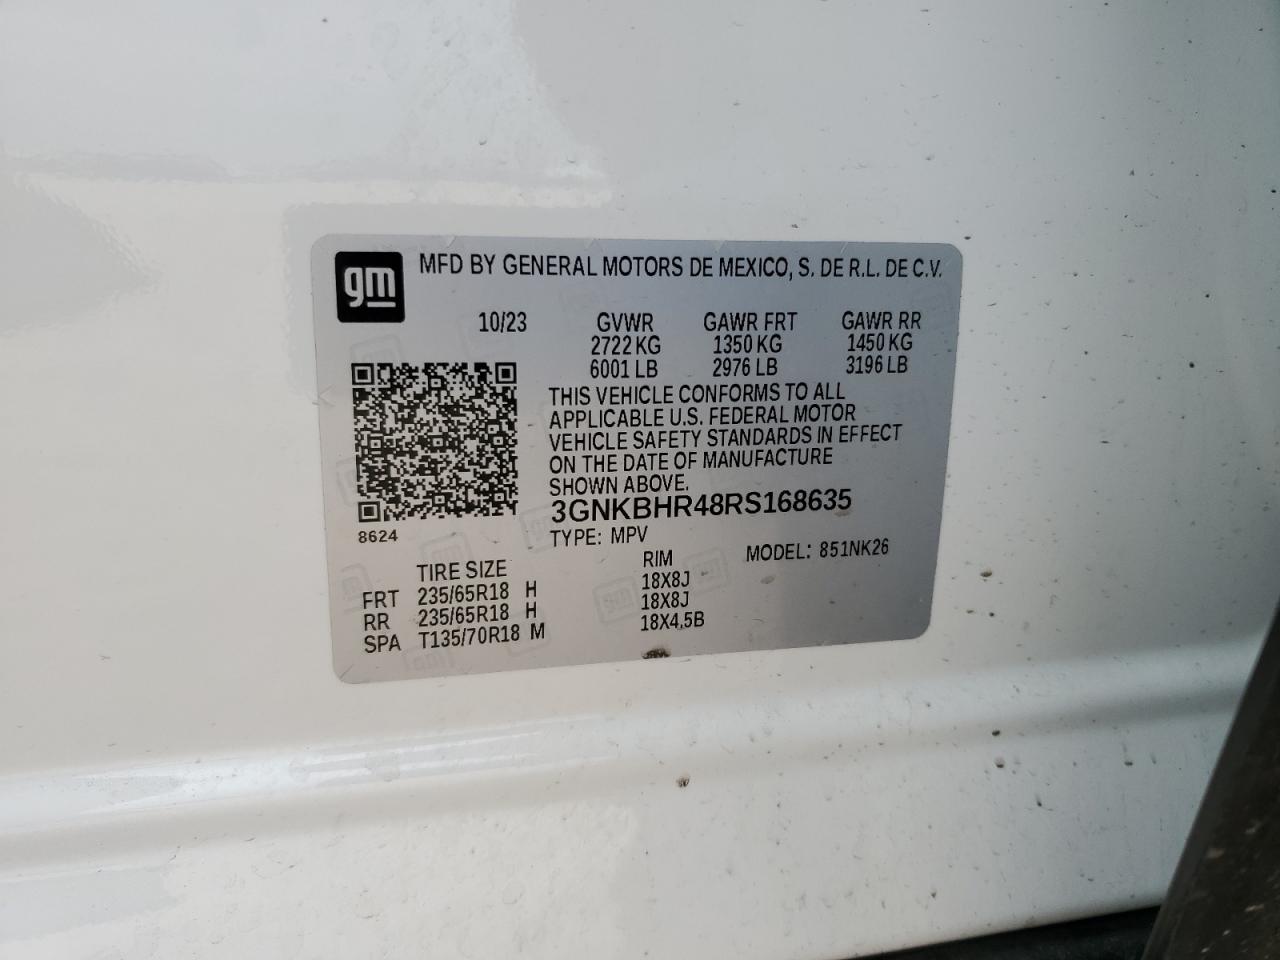 gm MFD BY GENERAL MOTORS DE MEXICO, S. DE R.L. DE C.V.
10/23 GVWR GAWR FRT GAWR RR
2722 KG 1350 KG 1450 KG
6001 LB 2976 LB 3196 LB
THIS VEHICLE CONFORMS TO ALL
APPLICABLE U.S. FEDERAL MOTOR
VEHICLE SAFETY STANDARDS IN EFFECT
ON THE DATE OF MANUFACTURE
SHOWN ABOVE.
3GNKBHR48RS168635
8624
TYPE: MPV MODEL: 851NK26
TIRE SIZE RIM
FRT 235/65R18 H 18X8J
RR 235/65R18 H 18X8J
SPA T135/70R18 M 18X4.5B